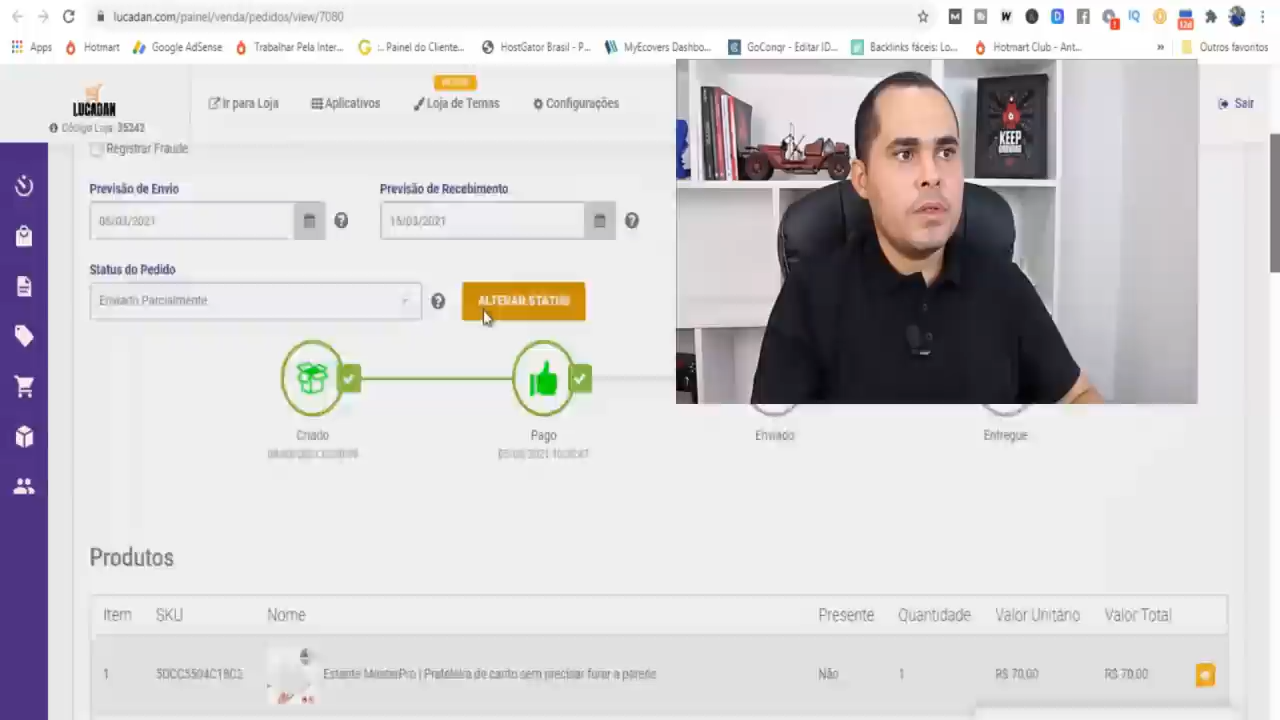 lucadan.com/painel/venda/pedidos/view/7080
Apps Hotmart Google AdSense Trabalhar Pela Inter... :.. Painel do Cliente... HostGator Brasil - P... MyEcovers Dashbo... GoConqr - Editar ID... Backlinks fáceis: Lo... Hotmart Club - Ant... » Outros favoritos
LUCADAN
Código Loja: 35242
Ir para Loja Aplicativos Loja de Temas Configurações Sair
KEEP
Registrar Fraude
Previsão de Envio Previsão de Recebimento
15/03/2021
Status do Pedido
Enviado Parcialmente ALTERAR STATUS
Criado Pago Enviado Entregue
Produtos
Item SKU Nome Presente Quantidade Valor Unitário Valor Total
1 Estante MasterPro | Prateleira de canto sem precisar furar a parede Não 1 R$ 70,00 R$ 70,00